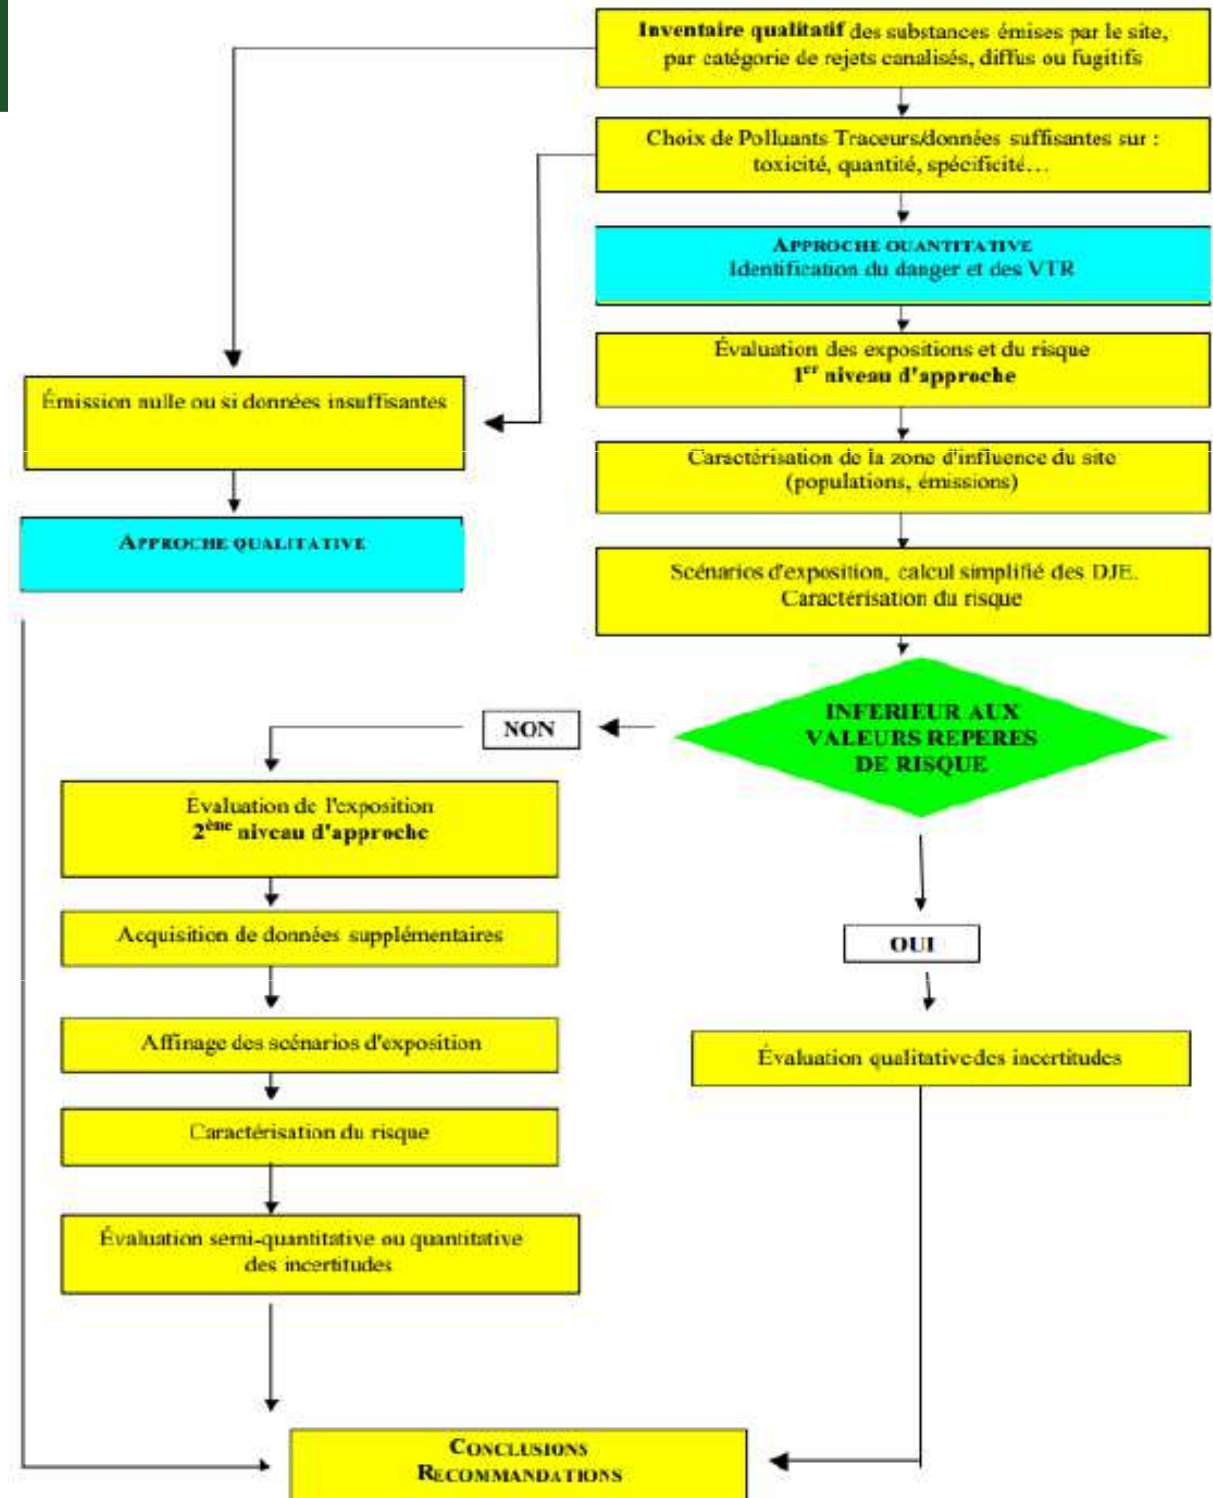 Inventaire qualitatif des substances émises par le site,
par catégorie de rejets canalisés, diffus ou fugitifs
Choix de Polluants Traceurs/données suffisantes sur :
toxicité, quantité, spécificité…
APPROCHE QUANTITATIVE
Identification du danger et des VTR
Évaluation des expositions et du risque
1er niveau d'approche
Émission nulle ou si données insuffisantes
Caractérisation de la zone d'influence du site
(populations, émissions)
APPROCHE QUALITATIVE
Scénarios d'exposition, calcul simplifié des DJE.
Caractérisation du risque
INFERIEUR AUX
VALEURS REPERES
DE RISQUE
NON
Évaluation de l'exposition
2ème niveau d'approche
Acquisition de données supplémentaires
OUI
Affinage des scénarios d'exposition
Évaluation qualitative des incertitudes
Caractérisation du risque
Évaluation semi-quantitative ou quantitative
des incertitudes
CONCLUSIONS
RECOMMANDATIONS